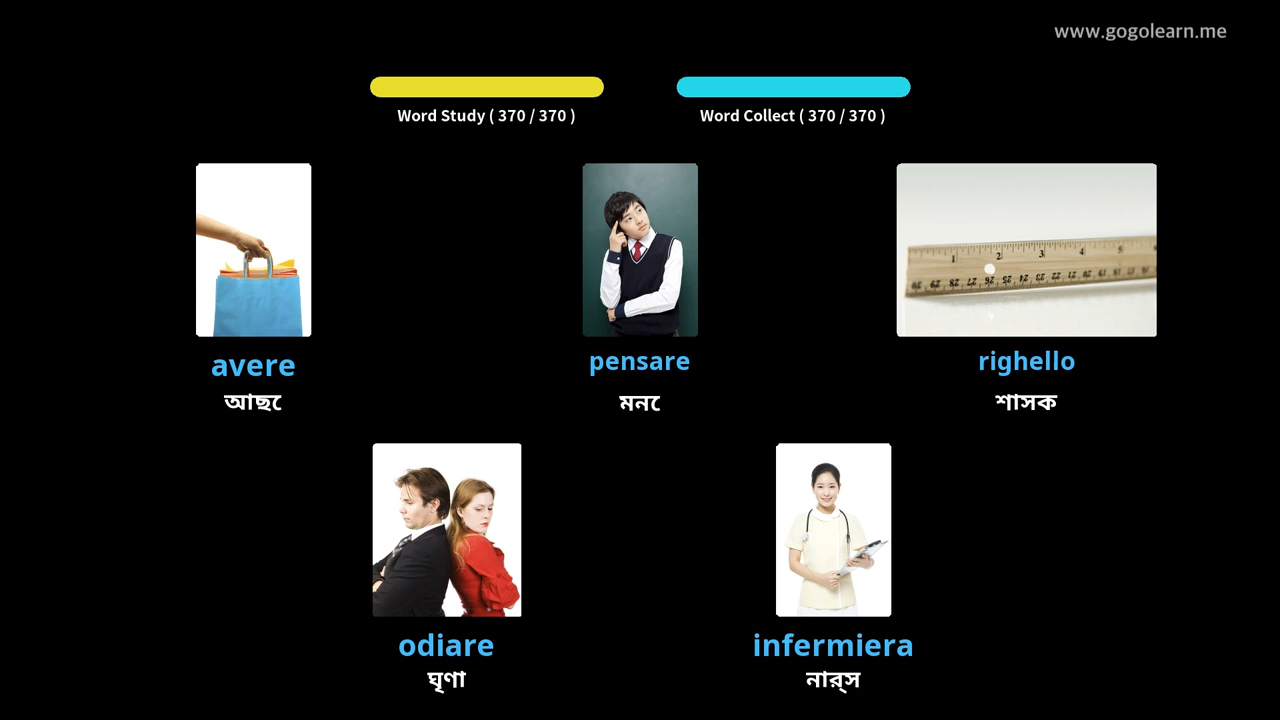 www.gogolearn.me
Word Study ( 370 / 370 )
Word Collect ( 370 / 370 )
avere
pensare
righello
আছে
মনে
শাসক
odiare
infermiera
ঘৃণা
নার্স